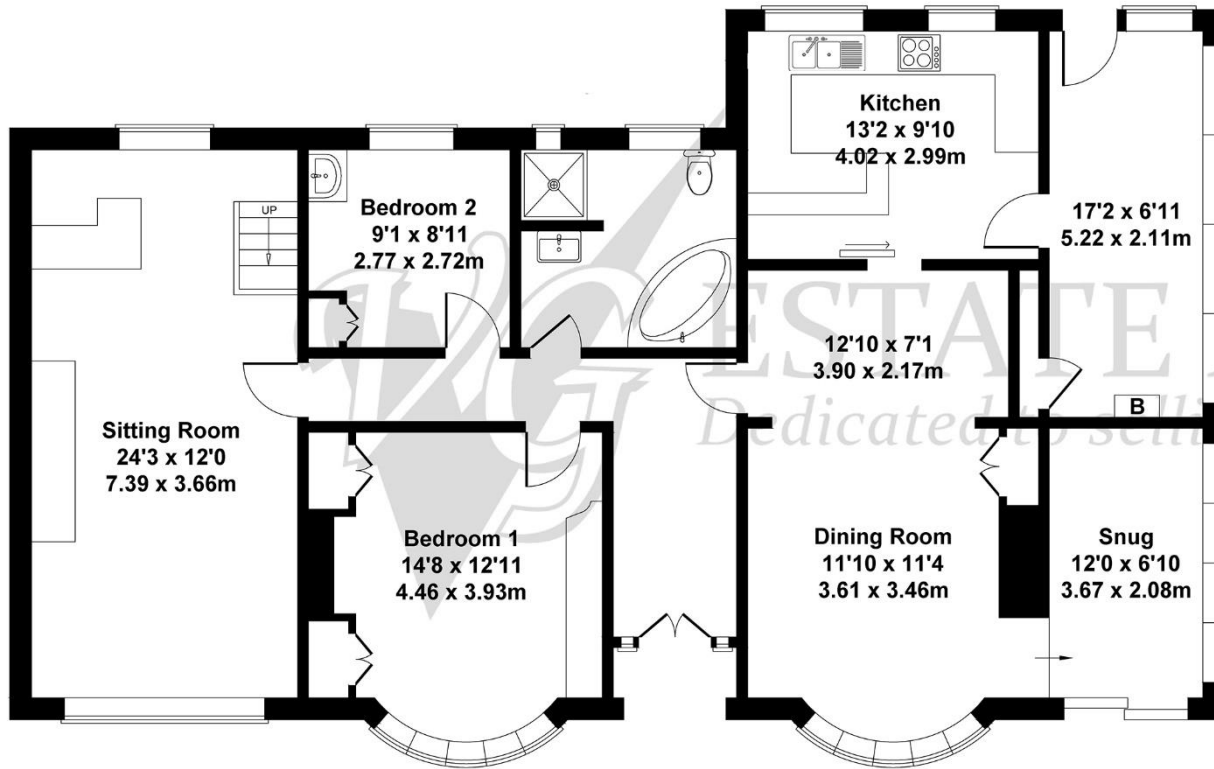 Kitchen
13'2 x 9'10
4.02 x 2.99m
UP
Bedroom 2
9'1 x 8'11
2.77 x 2.72m
17'2 x 6'11
5.22 x 2.11m
12'10 x 7'1
3.90 x 2.17m
VG ESTATE
Dedicated to
B
Sitting Room
24'3 x 12'0
7.39 x 3.66m
Bedroom 1
14'8 x 12'11
4.46 x 3.93m
Dining Room
11'10 x 11'4
3.61 x 3.46m
Snug
12'0 x 6'10
3.67 x 2.08m